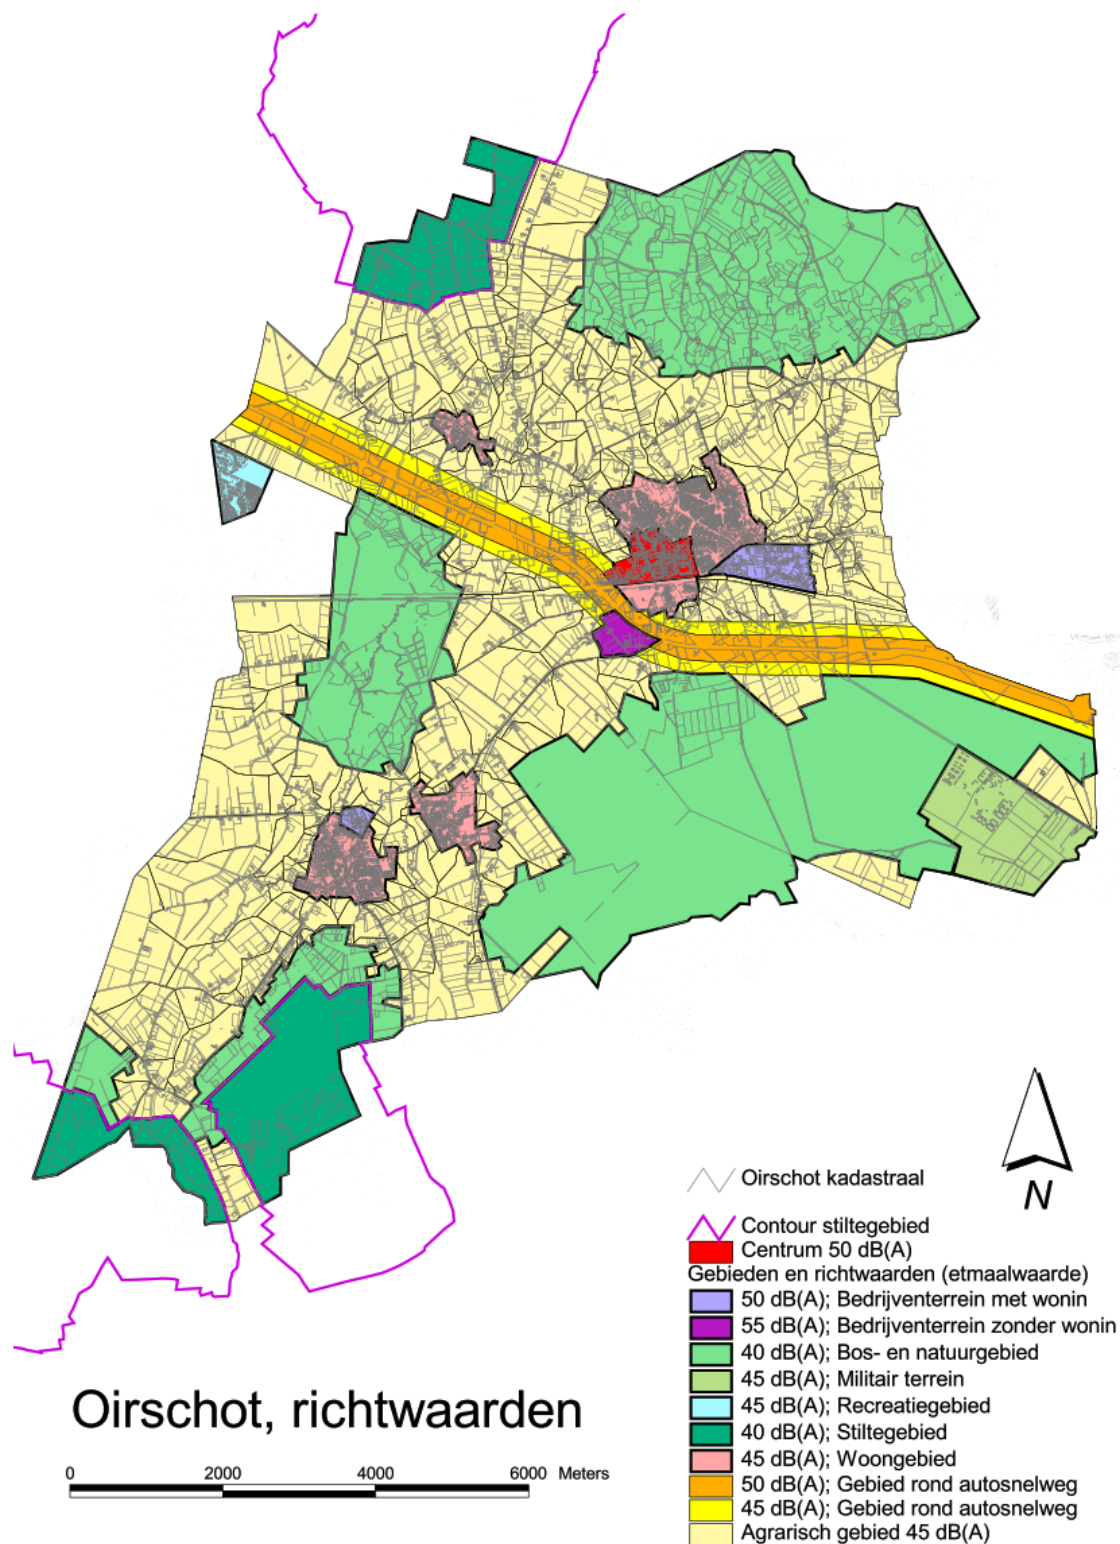 N
Oirschot kadastraal
Contour stiltegebied
Centrum 50 dB(A)
Gebieden en richtwaarden (etmaalwaarde)
50 dB(A); Bedrijventerrein met wonin
55 dB(A); Bedrijventerrein zonder wonin
40 dB(A); Bos- en natuurgebied
45 dB(A); Militair terrein
45 dB(A); Recreatiegebied
40 dB(A); Stiltegebied
45 dB(A); Woongebied
50 dB(A); Gebied rond autosnelweg
45 dB(A); Gebied rond autosnelweg
Agrarisch gebied 45 dB(A)
Oirschot, richtwaarden
0 2000 4000 6000 Meters